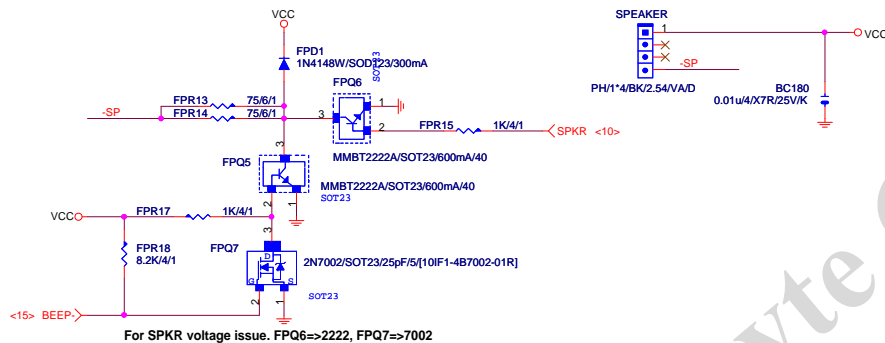 VCC
FPD1
1N4148W/SOD123/300mA
FPQ6
SOT23
-SP
FPR13
75/6/1
FPR14
75/6/1
3
1
2
FPR15
1K/4/1
SPKR <10>
MMBT2222A/SOT23/600mA/40
3
FPQ5
MMBT2222A/SOT23/600mA/40
SOT23
2
1
VCC
FPR17
1K/4/1
3
FPR18
8.2K/4/1
FPQ7
D
G
S
2N7002/SOT23/25pF/5/[10IF1-4B7002-01R]
SOT23
2
1
<15> BEEP-
For SPKR voltage issue. FPQ6=>2222, FPQ7=>7002
SPEAKER
1
VCC
-SP
PH/1*4/BK/2.54/VA/D
BC180
0.01u/4/X7R/25V/K
yte